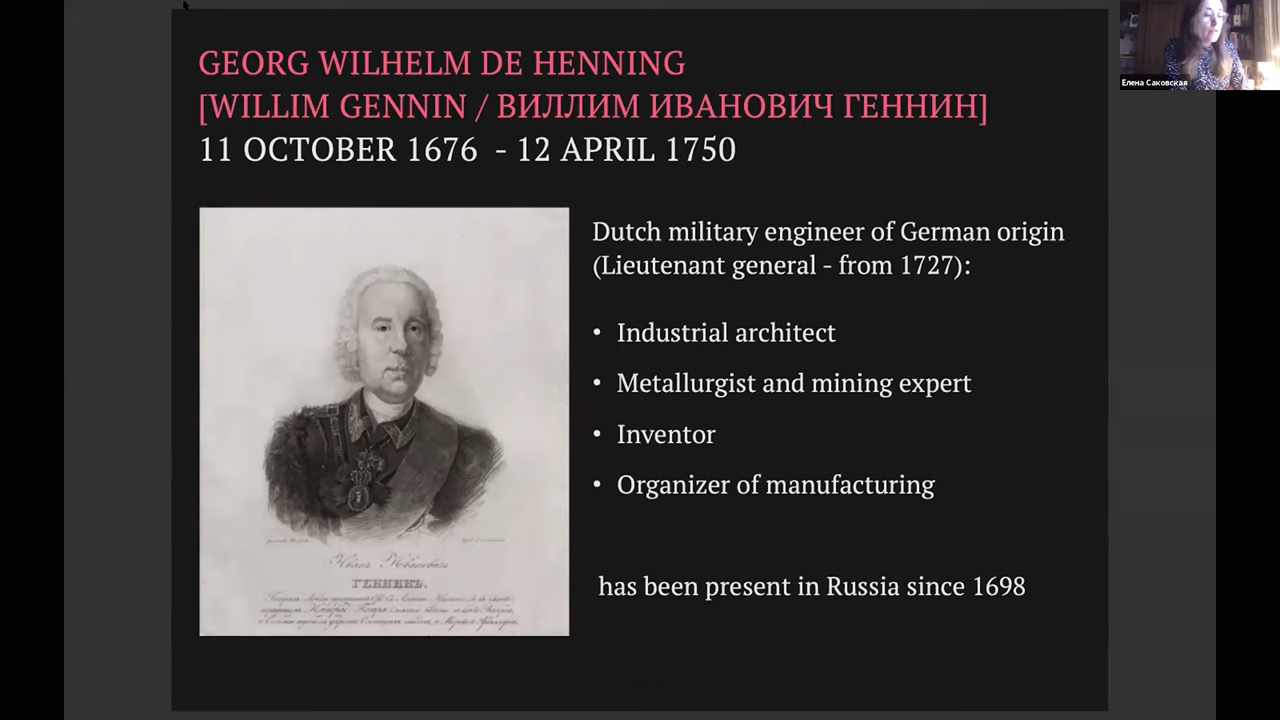 GEORG WILHELM DE HENNING
[WILLIM GENNIN / ВИЛЛИМ ИВАНОВИЧ ГЕННИН]
11 OCTOBER 1676 - 12 APRIL 1750
Dutch military engineer of German origin
(Lieutenant general - from 1727):
• Industrial architect
• Metallurgist and mining expert
• Inventor
• Organizer of manufacturing
has been present in Russia since 1698
ГЕННИНЪ.
Елена Саковская